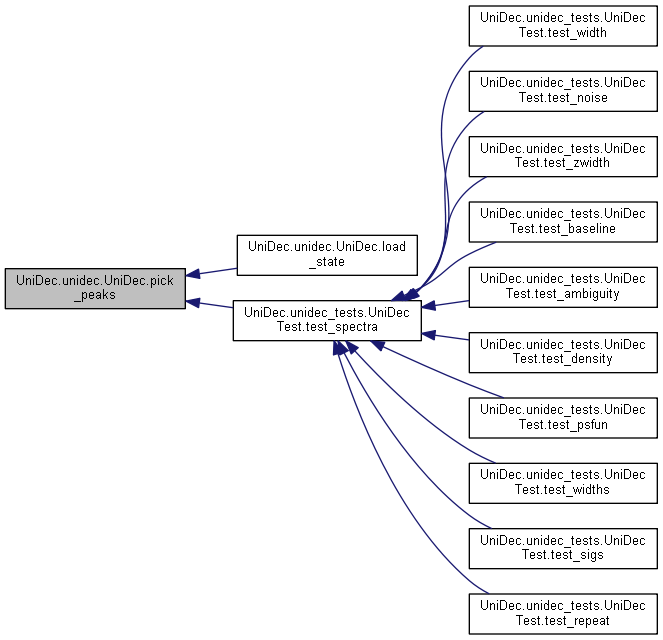 UniDec.unidec_tests.UniDec
Test.test_width
UniDec.unidec_tests.UniDec
Test.test_noise
UniDec.unidec_tests.UniDec
Test.test_zwidth
UniDec.unidec_tests.UniDec
Test.test_baseline
UniDec.unidec.UniDec.load
_state
UniDec.unidec.UniDec.pick
_peaks
UniDec.unidec_tests.UniDec
Test.test_spectra
UniDec.unidec_tests.UniDec
Test.test_ambiguity
UniDec.unidec_tests.UniDec
Test.test_density
UniDec.unidec_tests.UniDec
Test.test_psfun
UniDec.unidec_tests.UniDec
Test.test_widths
UniDec.unidec_tests.UniDec
Test.test_sigs
UniDec.unidec_tests.UniDec
Test.test_repeat